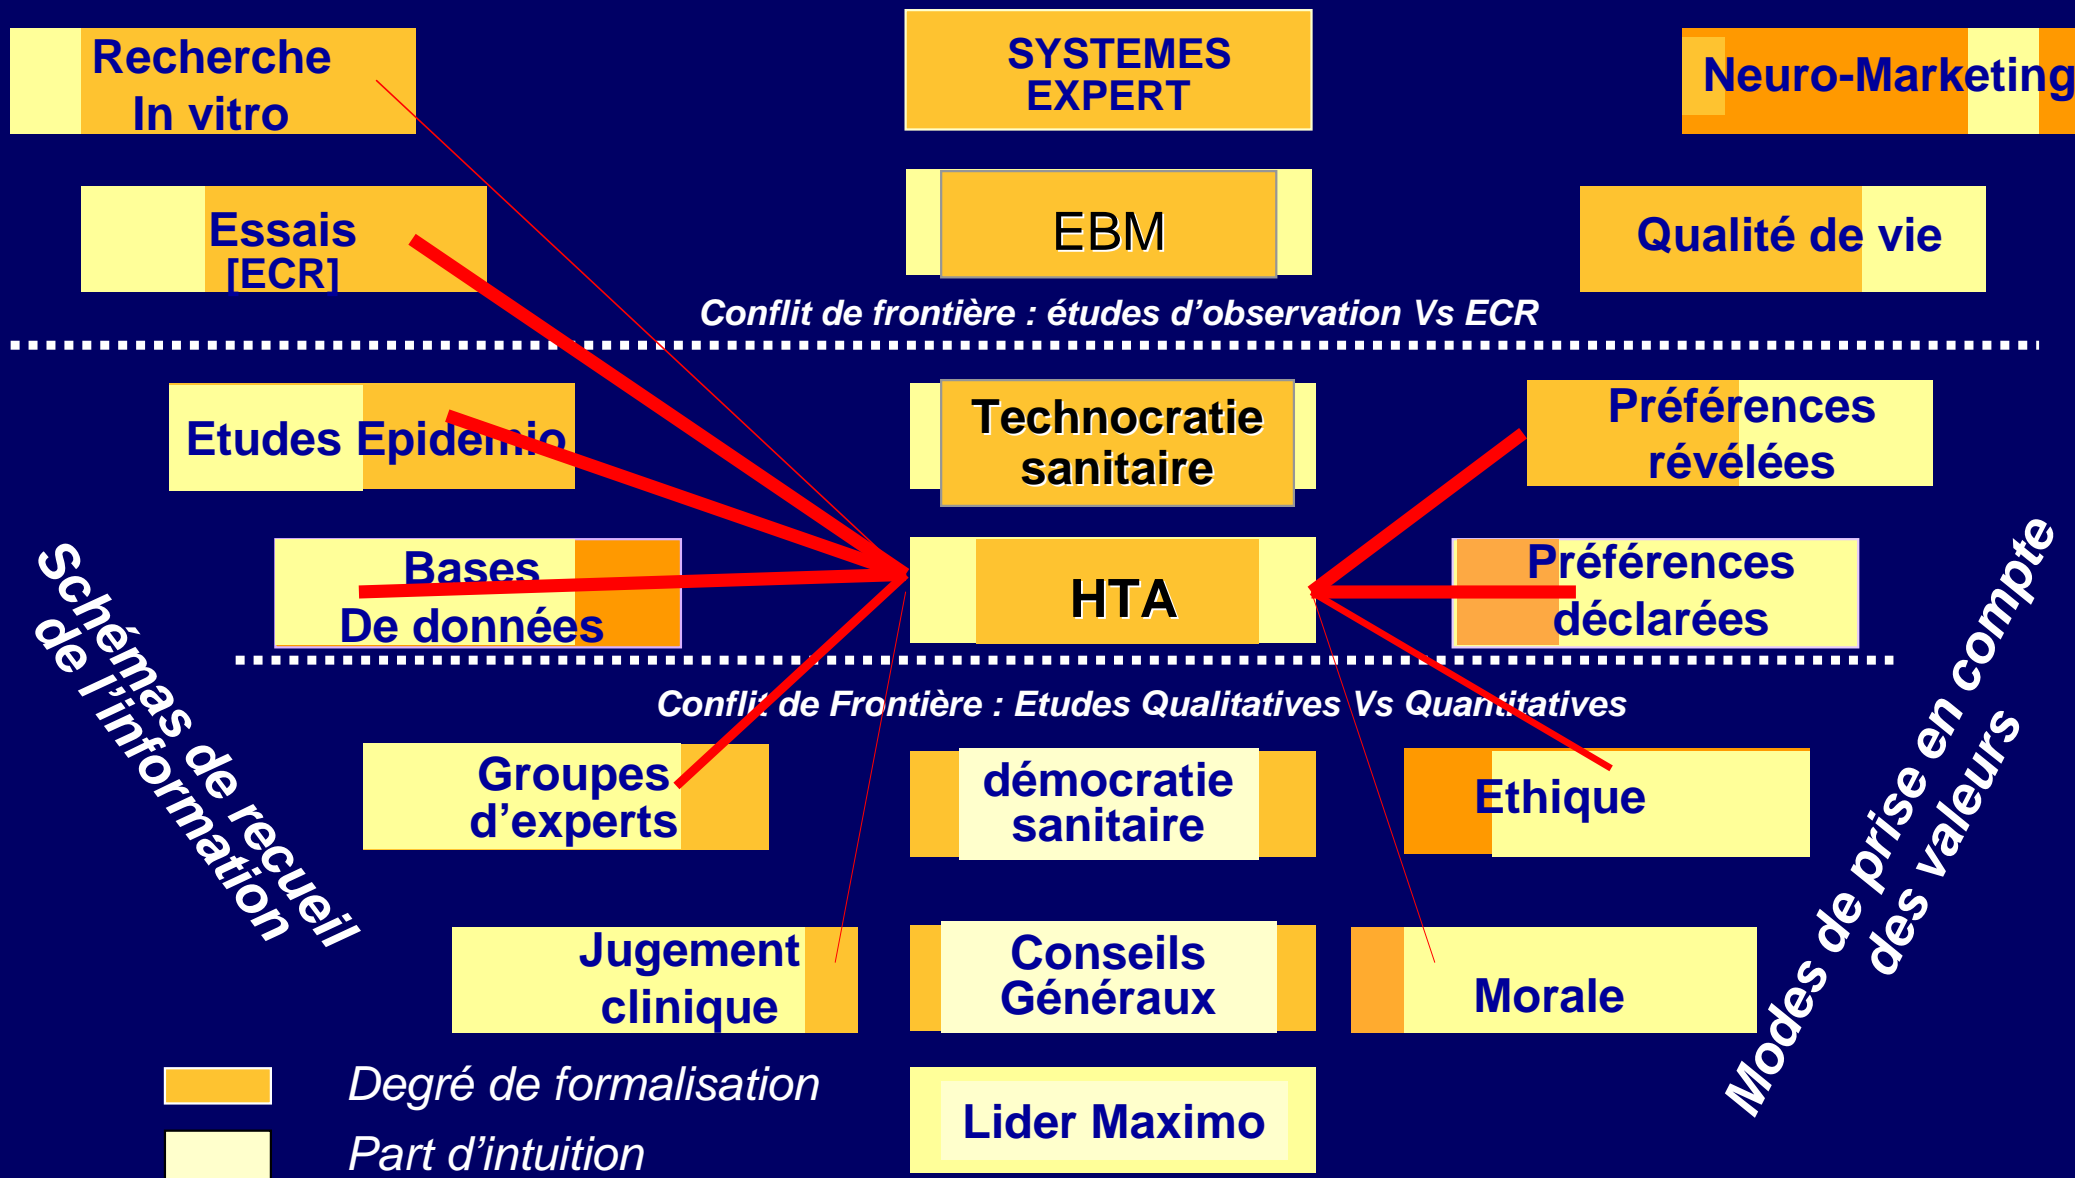 Recherche
In vitro
SYSTEMES
EXPERT
Neuro-Marketing
Essais
[ECR]
EBM
Qualité de vie
Conflit de frontière : études d’observation Vs ECR
Etudes Epidémio
Technocratie
sanitaire
Préférences
révélées
Bases
De données
HTA
Préférences
déclarées
Schémas de recueil
de l’information
Modes de prise en compte
des valeurs
Conflit de Frontière : Etudes Qualitatives Vs Quantitatives
Groupes
d’experts
démocratie
sanitaire
Ethique
Jugement
clinique
Conseils
Généraux
Morale
Degré de formalisation
Part d’intuition
Lider Maximo